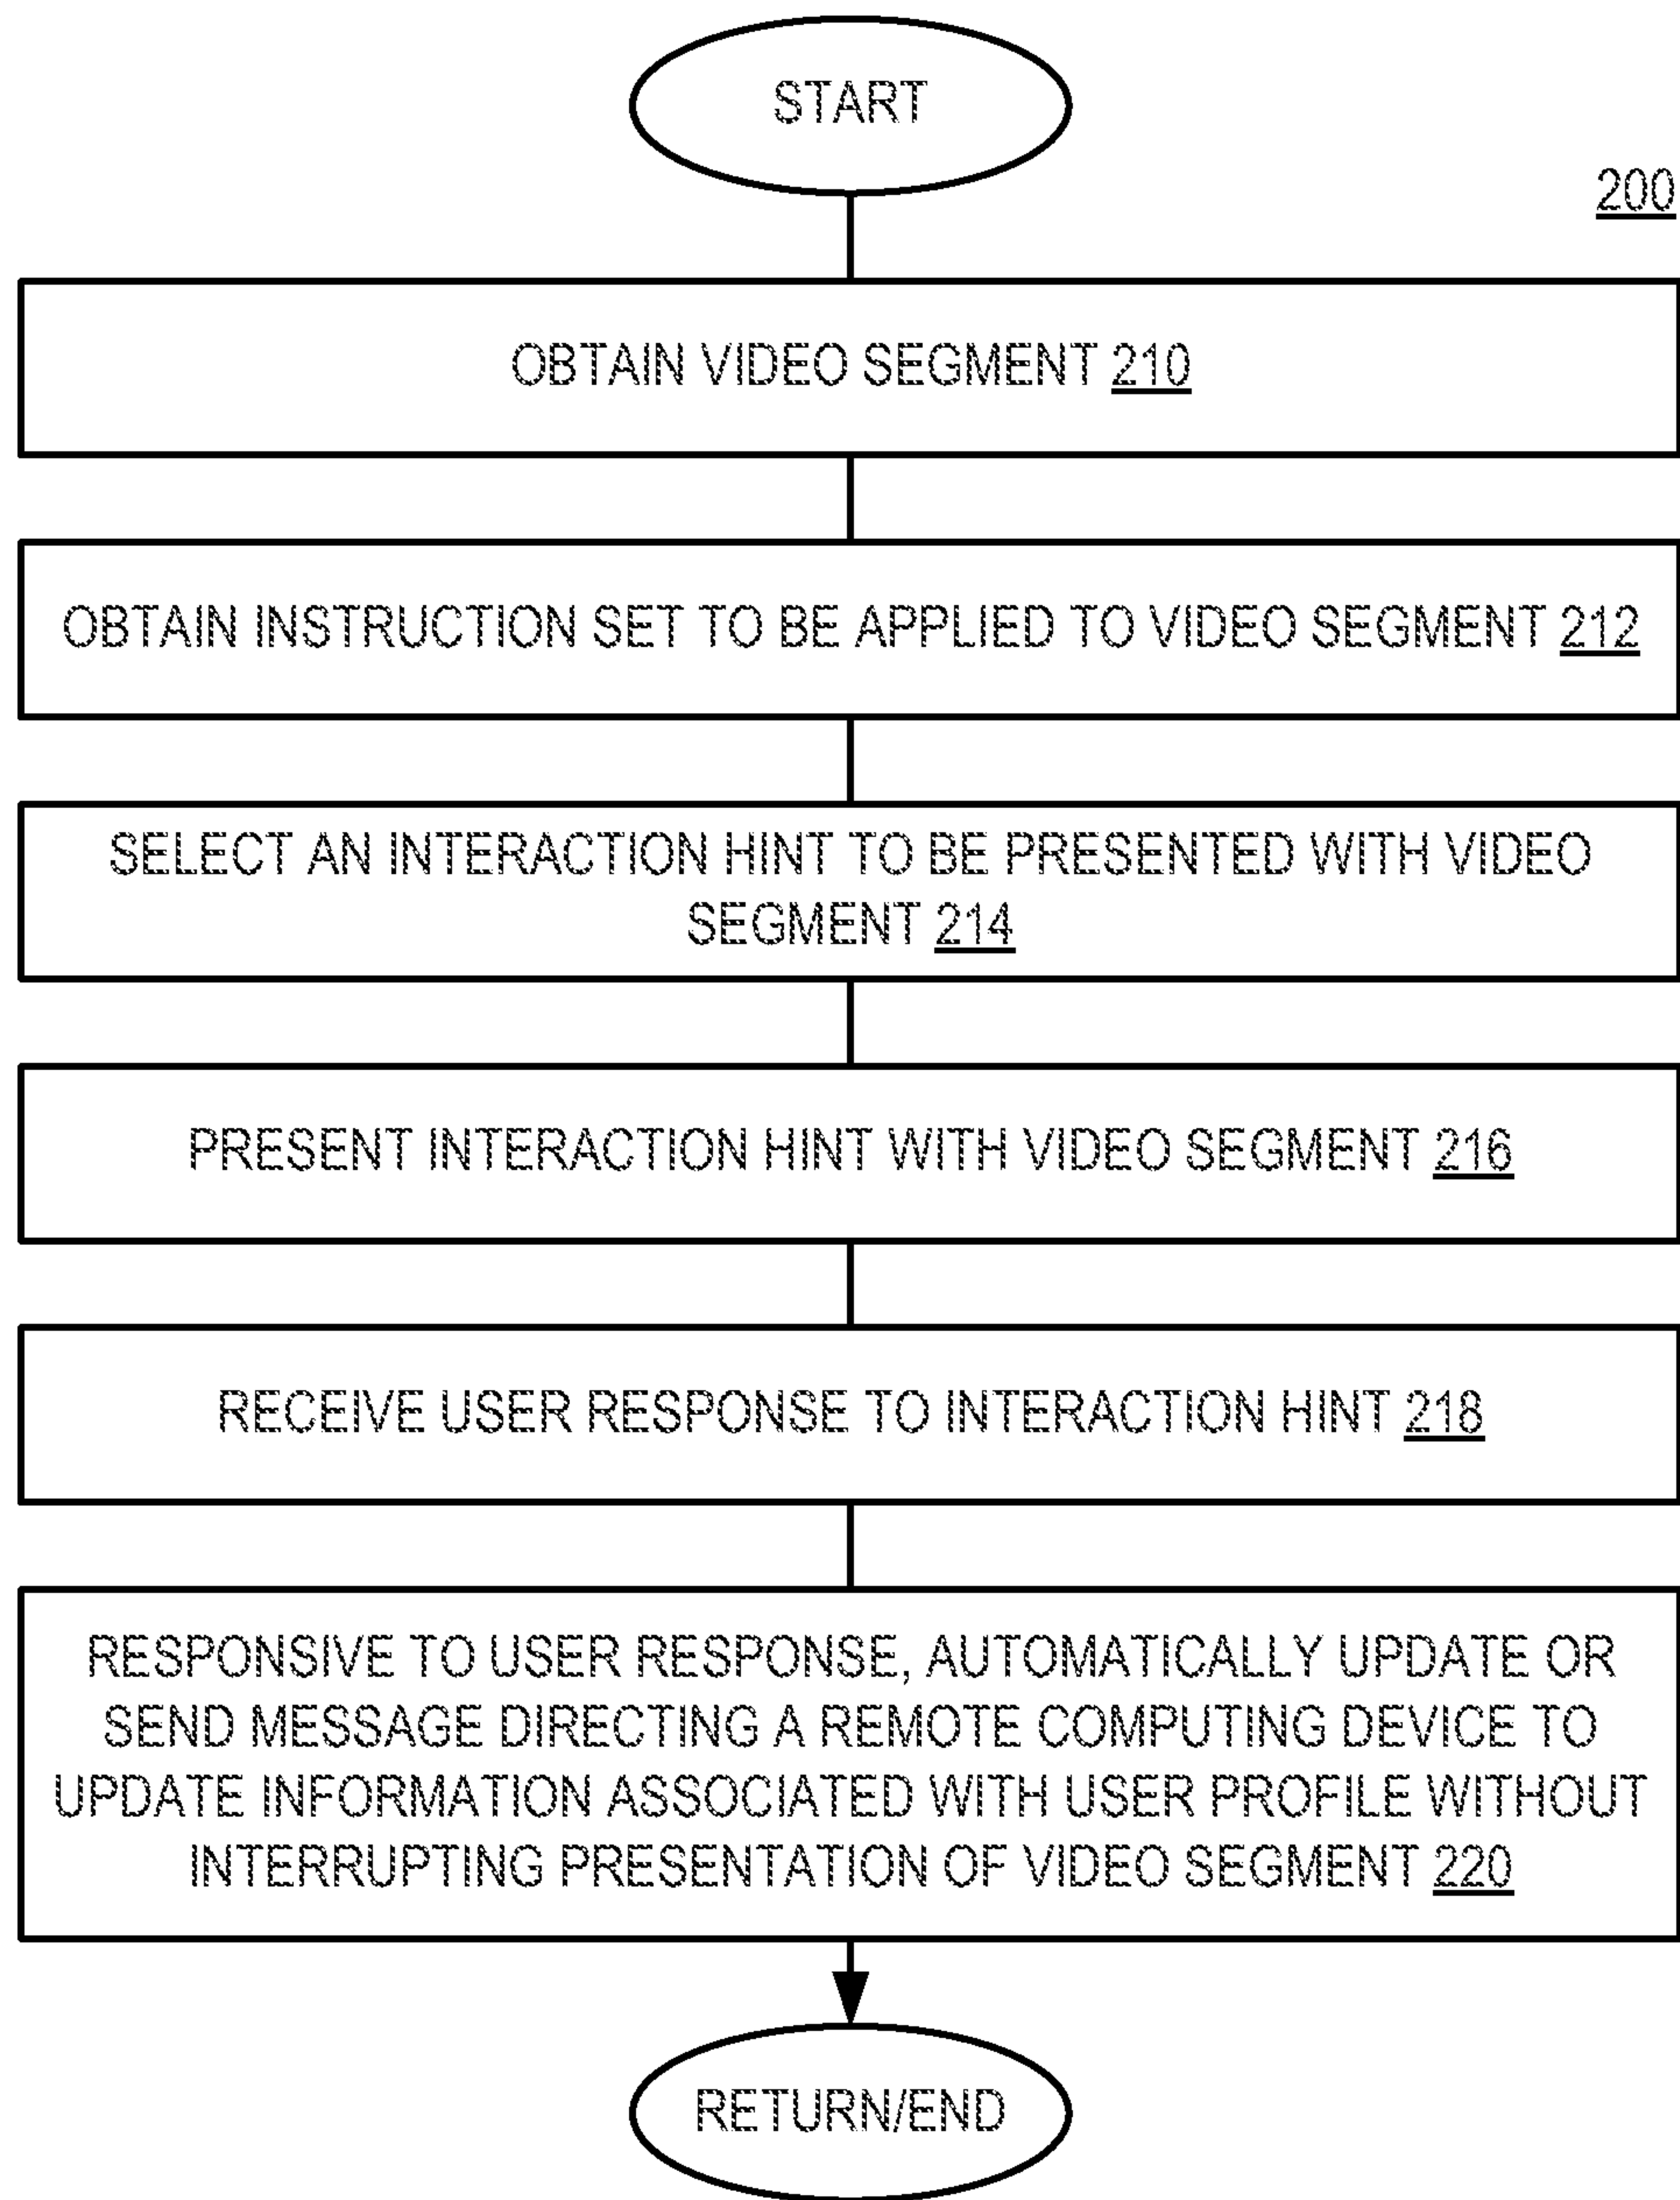 START
200
OBTAIN VIDEO SEGMENT 210
OBTAIN INSTRUCTION SET TO BE APPLIED TO VIDEO SEGMENT 212
SELECT AN INTERACTION HINT TO BE PRESENTED WITH VIDEO
SEGMENT 214
PRESENT INTERACTION HINT WITH VIDEO SEGMENT 216
RECEIVE USER RESPONSE TO INTERACTION HINT 218
RESPONSIVE TO USER RESPONSE, AUTOMATICALLY UPDATE OR
SEND MESSAGE DIRECTING A REMOTE COMPUTING DEVICE TO
UPDATE INFORMATION ASSOCIATED WITH USER PROFILE WITHOUT
INTERRUPTING PRESENTATION OF VIDEO SEGMENT 220
RETURN/END